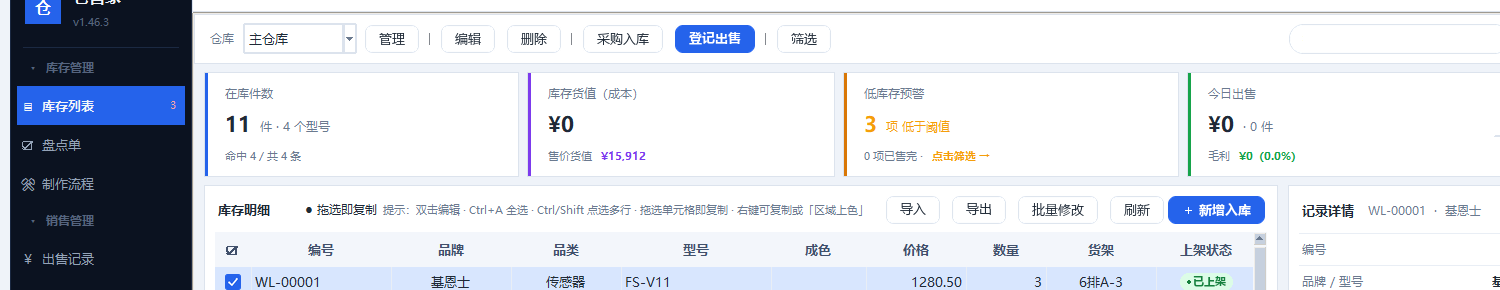 仓
v1.46.3
库存管理
库存列表 3
盘点单
制作流程
销售管理
¥ 出售记录
仓库 主仓库 管理 | 编辑 删除 | 采购入库 登记出售 | 筛选
在库件数
11 件 · 4 个型号
命中 4 / 共 4 条
库存货值（成本）
¥0
售价货值 ¥15,912
低库存预警
3 项 低于阈值
0 项已售完 · 点击筛选 →
今日出售
¥0 · 0 件
毛利 ¥0 (0.0%)
库存明细 ● 拖选即复制 提示：双击编辑 · Ctrl+A 全选 · Ctrl/Shift 点选多行 · 拖选单元格即复制 · 右键可复制或「区域上色」 导入 导出 批量修改 刷新 ＋ 新增入库
编号 品牌 品类 型号 成色 价格 数量 货架 上架状态
WL-00001 基恩士 传感器 FS-V11 1280.50 3 6排A-3 •已上架
记录详情 WL-00001 · 基恩士
编号
品牌 / 型号